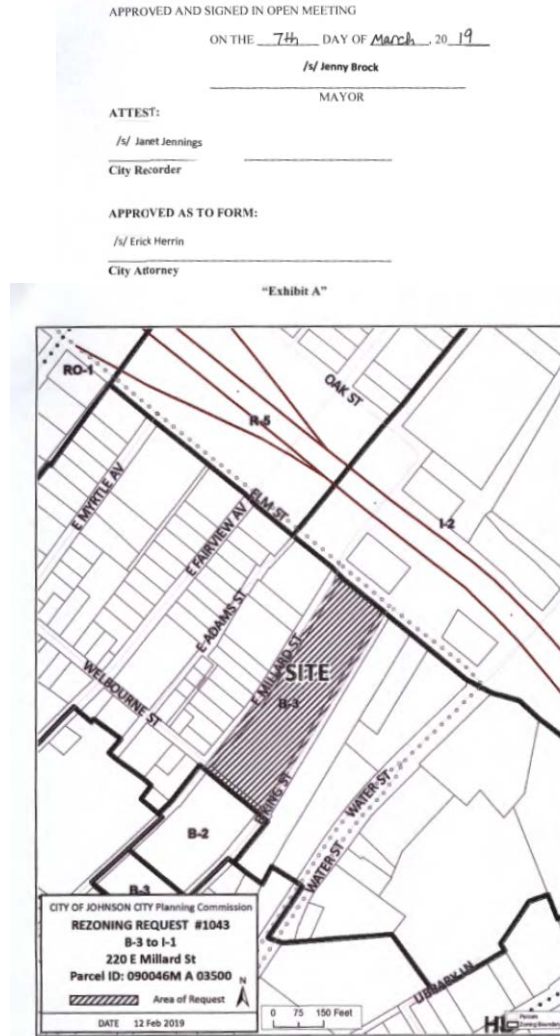 APPROVED AND SIGNED IN OPEN MEETING
ON THE 7th DAY OF March, 20 19
/s/ Jenny Brock
MAYOR
ATTEST:
/s/ Janet Jennings
City Recorder
APPROVED AS TO FORM:
/s/ Erick Herrin
City Attorney
"Exhibit A"
RO-1
OAK ST
R-5
E MYRTLE AV
ELM ST
I-2
E FAIRVIEW AV
E ADAMS ST
E MILLARD ST
SITE
B-3
WELBOURNE ST
E KING ST
WATER ST
B-2
WATER ST
B-3
CITY OF JOHNSON CITY Planning Commission
REZONING REQUEST #1043
B-3 to I-1
220 E Millard St
Parcel ID: 090046M A 03500
N
Area of Request
LIBRARY LN
DATE 12 Feb 2019
0 75 150 Feet
Parcels